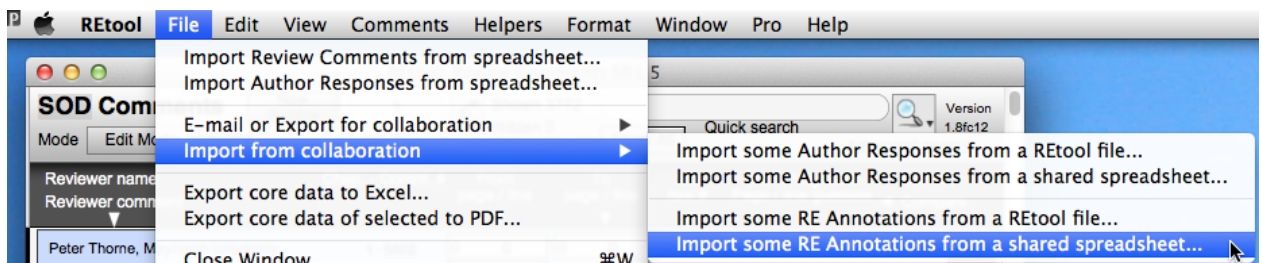 P REtool File Edit View Comments Helpers Format Window Pro Help
Import Review Comments from spreadsheet...
Import Author Responses from spreadsheet...
5
SOD Comm
Version
1.8fc12
E-mail or Export for collaboration
Quick search
Mode Edit Mo
Import from collaboration
Import some Author Responses from a REtool file...
Import some Author Responses from a shared spreadsheet...
Reviewer name
Reviewer comm
Export core data to Excel...
Export core data of selected to PDF...
Import some RE Annotations from a REtool file...
Import some RE Annotations from a shared spreadsheet...
Peter Thorne, M
Close Window ⌘W